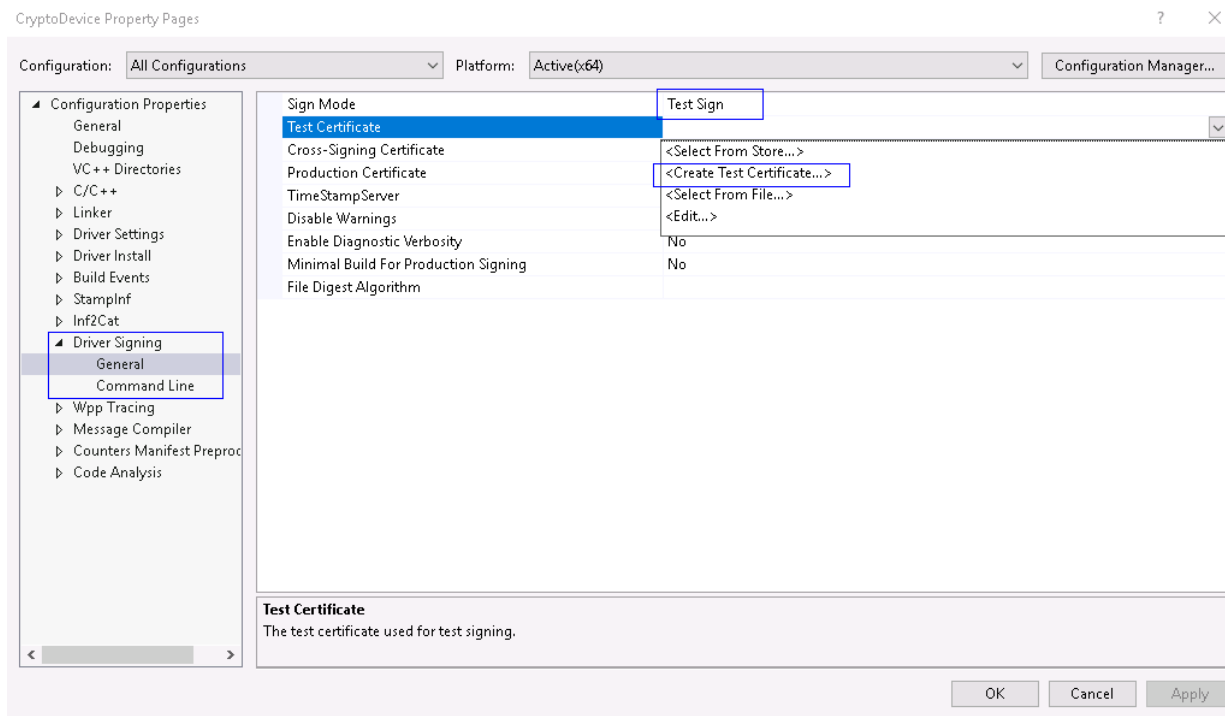 CryptoDevice Property Pages
?
Configuration: All Configurations Platform: Active(x64) Configuration Manager...
Configuration Properties
General
Debugging
VC++ Directories
C/C++
Linker
Driver Settings
Driver Install
Build Events
StampInf
Inf2Cat
Driver Signing
General
Command Line
Wpp Tracing
Message Compiler
Counters Manifest Preproc
Code Analysis
Sign Mode Test Sign
Test Certificate
Cross-Signing Certificate <Select From Store...>
Production Certificate <Create Test Certificate...>
TimeStampServer <Select From File...>
Disable Warnings <Edit...>
Enable Diagnostic Verbosity No
Minimal Build For Production Signing No
File Digest Algorithm
Test Certificate
The test certificate used for test signing.
OK Cancel Apply